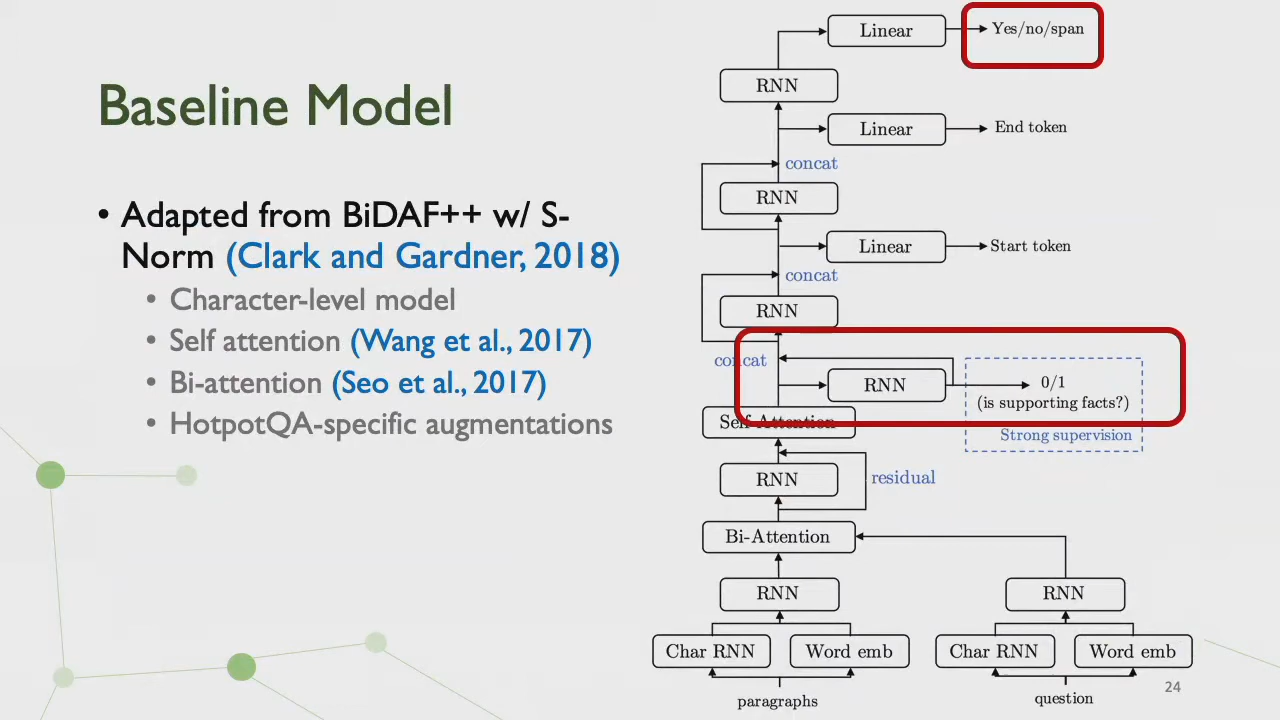 Baseline Model
• Adapted from BiDAF++ w/ S-
Norm (Clark and Gardner, 2018)
• Character-level model
• Self attention (Wang et al., 2017)
• Bi-attention (Seo et al., 2017)
• HotpotQA-specific augmentations
Linear
Yes/no/span
RNN
Linear
End token
concat
RNN
Linear
Start token
concat
RNN
concat
RNN
0/1
(is supporting facts?)
Self-Attention
Strong supervision
RNN
residual
Bi-Attention
RNN
RNN
Char RNN
Word emb
Char RNN
Word emb
paragraphs
question
24